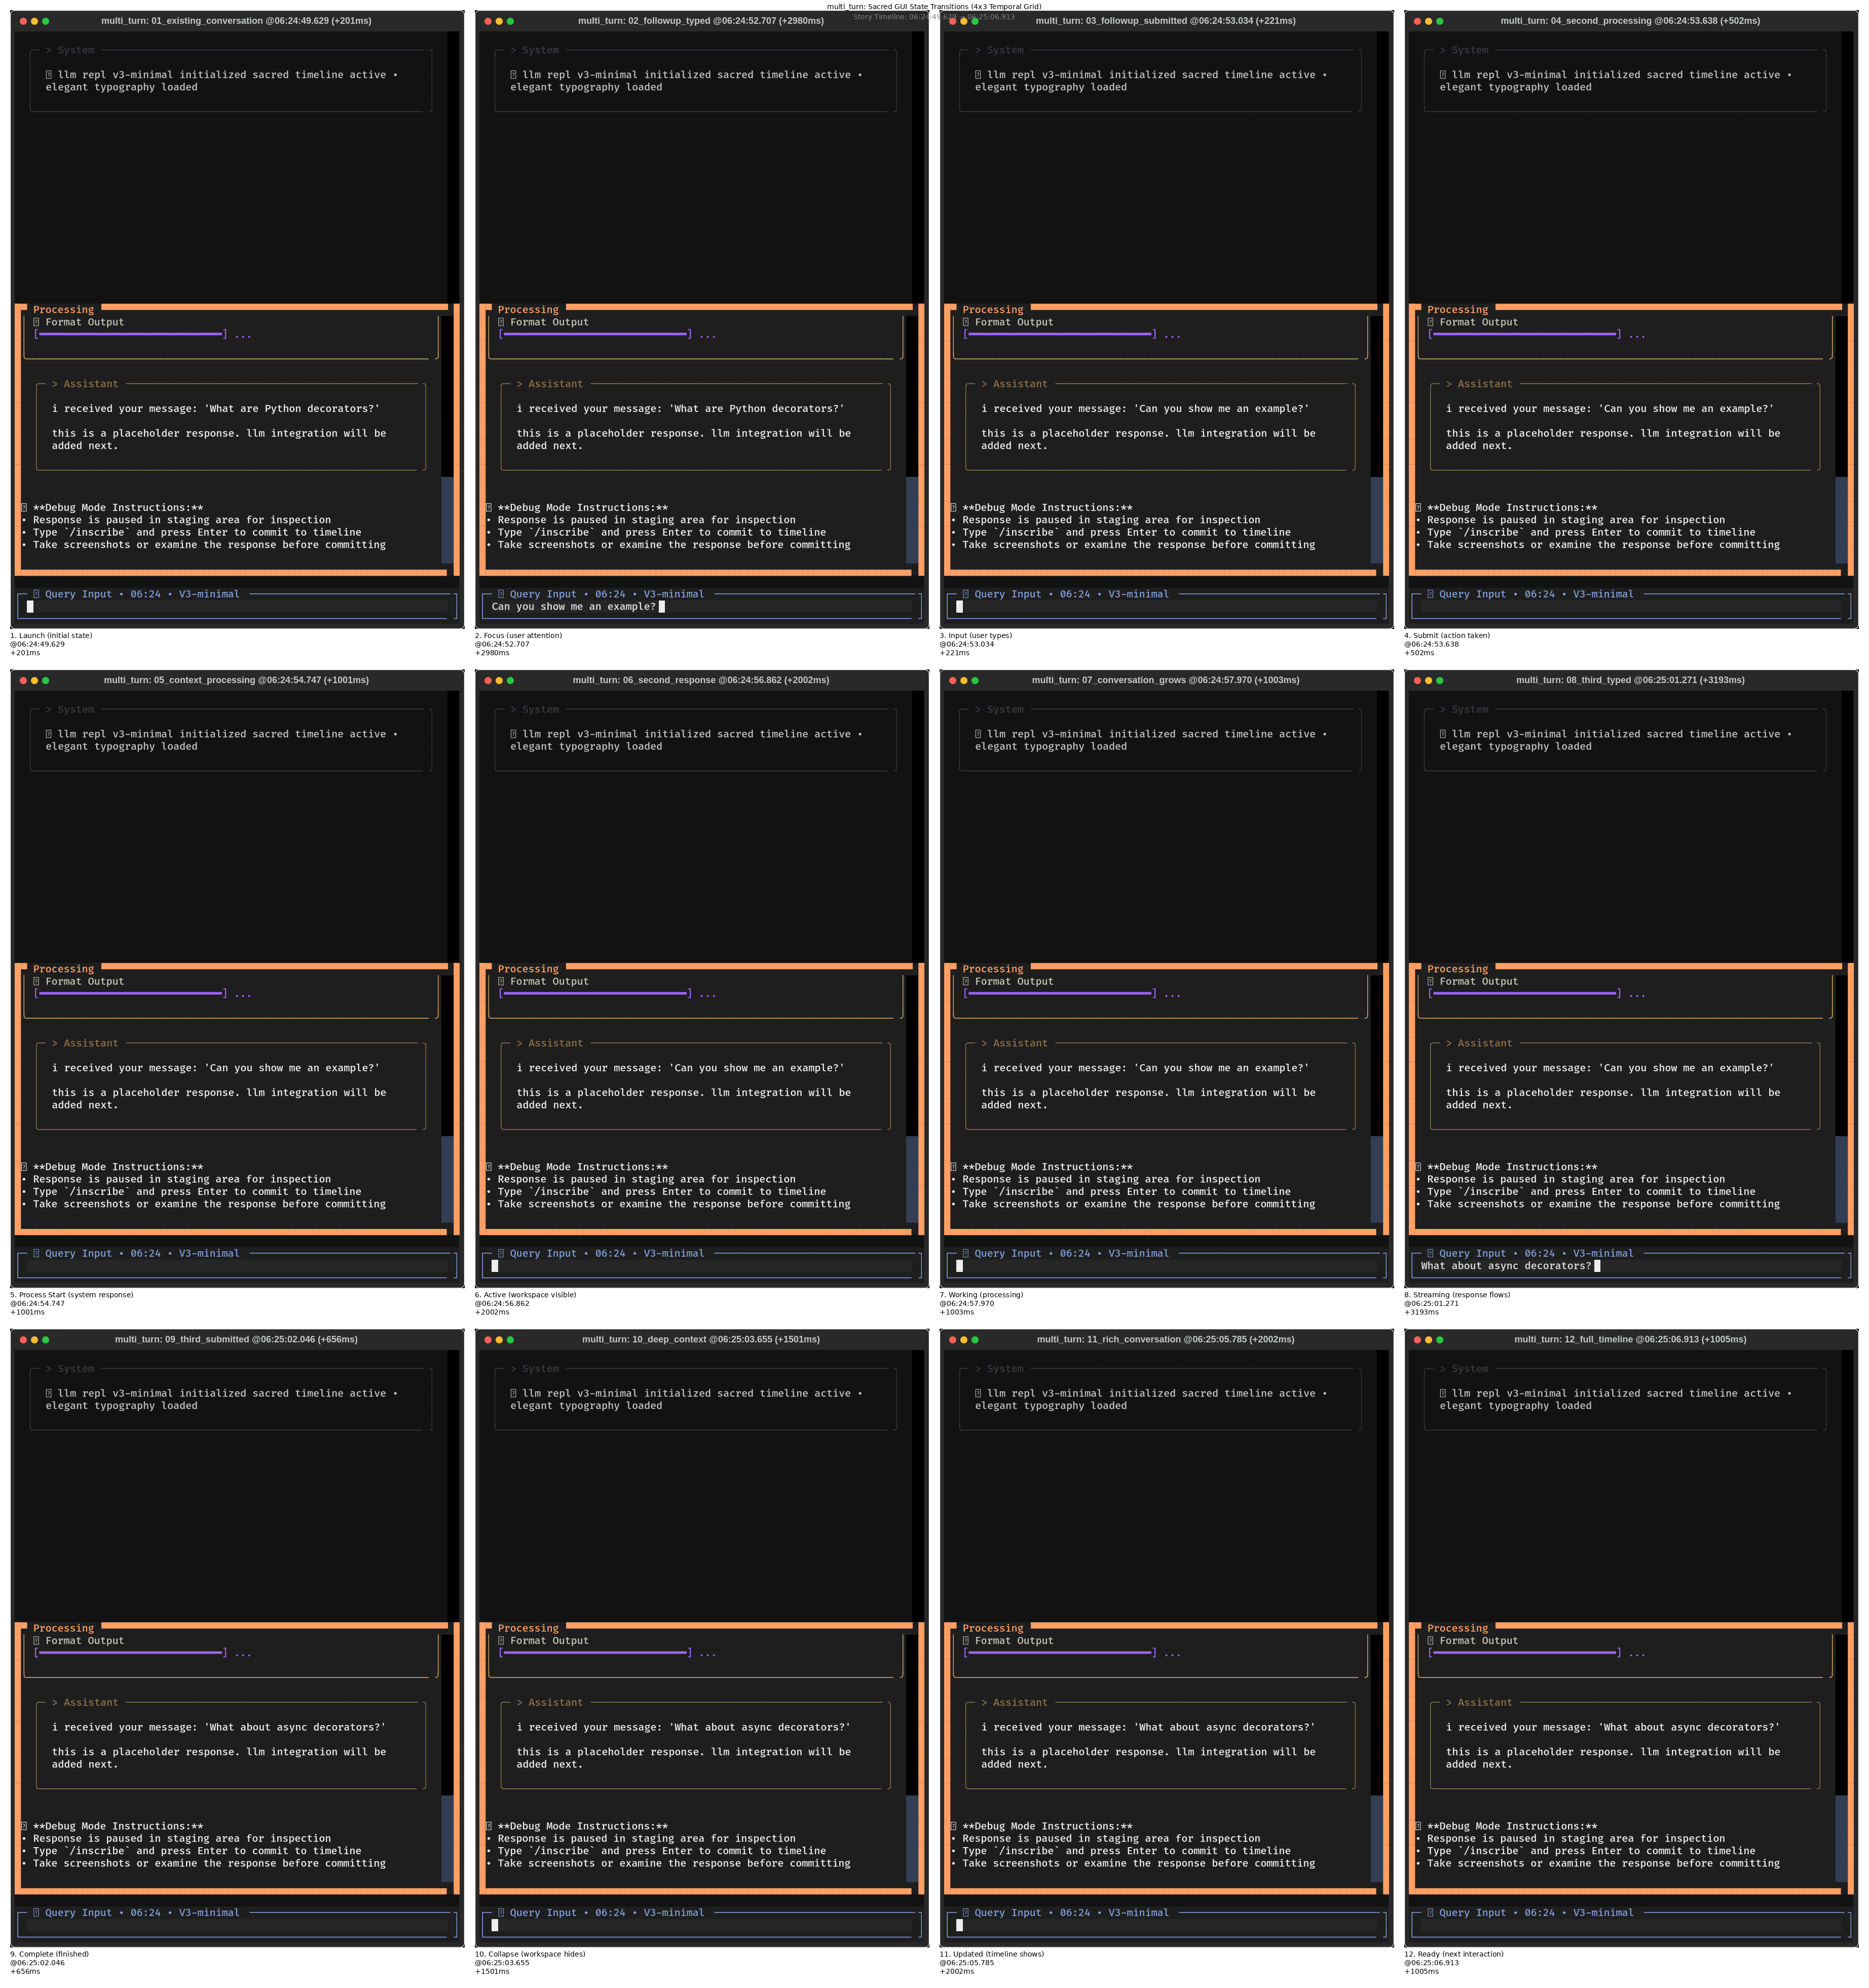 multi_turn: Sacred GUI State Transitions (4x3 Temporal Grid)
Story Timeline: 06:24:49.629 → 06:25:06.913
multi_turn: 01_existing_conversation @06:24:49.629 (+201ms)
> System
llm repl v3-minimal initialized sacred timeline active •
elegant typography loaded
Processing
Format Output
[━━━━━━━━━━━━━━━━━━━━━━━━━━━━━━] ...
> Assistant
i received your message: 'What are Python decorators?'
this is a placeholder response. llm integration will be
added next.
**Debug Mode Instructions:**
• Response is paused in staging area for inspection
• Type `/inscribe` and press Enter to commit to timeline
• Take screenshots or examine the response before committing
Query Input • 06:24 • V3-minimal
1. Launch (initial state)
@06:24:49.629
+201ms
multi_turn: 02_followup_typed @06:24:52.707 (+2980ms)
> System
llm repl v3-minimal initialized sacred timeline active •
elegant typography loaded
Processing
Format Output
[━━━━━━━━━━━━━━━━━━━━━━━━━━━━━━] ...
> Assistant
i received your message: 'What are Python decorators?'
this is a placeholder response. llm integration will be
added next.
**Debug Mode Instructions:**
• Response is paused in staging area for inspection
• Type `/inscribe` and press Enter to commit to timeline
• Take screenshots or examine the response before committing
Query Input • 06:24 • V3-minimal
Can you show me an example?
2. Focus (user attention)
@06:24:52.707
+2980ms
multi_turn: 03_followup_submitted @06:24:53.034 (+221ms)
> System
llm repl v3-minimal initialized sacred timeline active •
elegant typography loaded
Processing
Format Output
[━━━━━━━━━━━━━━━━━━━━━━━━━━━━━━] ...
> Assistant
i received your message: 'Can you show me an example?'
this is a placeholder response. llm integration will be
added next.
**Debug Mode Instructions:**
• Response is paused in staging area for inspection
• Type `/inscribe` and press Enter to commit to timeline
• Take screenshots or examine the response before committing
Query Input • 06:24 • V3-minimal
3. Input (user types)
@06:24:53.034
+221ms
multi_turn: 04_second_processing @06:24:53.638 (+502ms)
> System
llm repl v3-minimal initialized sacred timeline active •
elegant typography loaded
Processing
Format Output
[━━━━━━━━━━━━━━━━━━━━━━━━━━━━━━] ...
> Assistant
i received your message: 'Can you show me an example?'
this is a placeholder response. llm integration will be
added next.
**Debug Mode Instructions:**
• Response is paused in staging area for inspection
• Type `/inscribe` and press Enter to commit to timeline
• Take screenshots or examine the response before committing
Query Input • 06:24 • V3-minimal
4. Submit (action taken)
@06:24:53.638
+502ms
multi_turn: 05_context_processing @06:24:54.747 (+1001ms)
> System
llm repl v3-minimal initialized sacred timeline active •
elegant typography loaded
Processing
Format Output
[━━━━━━━━━━━━━━━━━━━━━━━━━━━━━━] ...
> Assistant
i received your message: 'Can you show me an example?'
this is a placeholder response. llm integration will be
added next.
**Debug Mode Instructions:**
• Response is paused in staging area for inspection
• Type `/inscribe` and press Enter to commit to timeline
• Take screenshots or examine the response before committing
Query Input • 06:24 • V3-minimal
5. Process Start (system response)
@06:24:54.747
+1001ms
multi_turn: 06_second_response @06:24:56.862 (+2002ms)
> System
llm repl v3-minimal initialized sacred timeline active •
elegant typography loaded
Processing
Format Output
[━━━━━━━━━━━━━━━━━━━━━━━━━━━━━━] ...
> Assistant
i received your message: 'Can you show me an example?'
this is a placeholder response. llm integration will be
added next.
**Debug Mode Instructions:**
• Response is paused in staging area for inspection
• Type `/inscribe` and press Enter to commit to timeline
• Take screenshots or examine the response before committing
Query Input • 06:24 • V3-minimal
6. Active (workspace visible)
@06:24:56.862
+2002ms
multi_turn: 07_conversation_grows @06:24:57.970 (+1003ms)
> System
llm repl v3-minimal initialized sacred timeline active •
elegant typography loaded
Processing
Format Output
[━━━━━━━━━━━━━━━━━━━━━━━━━━━━━━] ...
> Assistant
i received your message: 'Can you show me an example?'
this is a placeholder response. llm integration will be
added next.
**Debug Mode Instructions:**
• Response is paused in staging area for inspection
• Type `/inscribe` and press Enter to commit to timeline
• Take screenshots or examine the response before committing
Query Input • 06:24 • V3-minimal
7. Working (processing)
@06:24:57.970
+1003ms
multi_turn: 08_third_typed @06:25:01.271 (+3193ms)
> System
llm repl v3-minimal initialized sacred timeline active •
elegant typography loaded
Processing
Format Output
[━━━━━━━━━━━━━━━━━━━━━━━━━━━━━━] ...
> Assistant
i received your message: 'Can you show me an example?'
this is a placeholder response. llm integration will be
added next.
**Debug Mode Instructions:**
• Response is paused in staging area for inspection
• Type `/inscribe` and press Enter to commit to timeline
• Take screenshots or examine the response before committing
Query Input • 06:24 • V3-minimal
What about async decorators?
8. Streaming (response flows)
@06:25:01.271
+3193ms
multi_turn: 09_third_submitted @06:25:02.046 (+656ms)
> System
llm repl v3-minimal initialized sacred timeline active •
elegant typography loaded
Processing
Format Output
[━━━━━━━━━━━━━━━━━━━━━━━━━━━━━━] ...
> Assistant
i received your message: 'What about async decorators?'
this is a placeholder response. llm integration will be
added next.
**Debug Mode Instructions:**
• Response is paused in staging area for inspection
• Type `/inscribe` and press Enter to commit to timeline
• Take screenshots or examine the response before committing
Query Input • 06:24 • V3-minimal
9. Complete (finished)
@06:25:02.046
+656ms
multi_turn: 10_deep_context @06:25:03.655 (+1501ms)
> System
llm repl v3-minimal initialized sacred timeline active •
elegant typography loaded
Processing
Format Output
[━━━━━━━━━━━━━━━━━━━━━━━━━━━━━━] ...
> Assistant
i received your message: 'What about async decorators?'
this is a placeholder response. llm integration will be
added next.
**Debug Mode Instructions:**
• Response is paused in staging area for inspection
• Type `/inscribe` and press Enter to commit to timeline
• Take screenshots or examine the response before committing
Query Input • 06:24 • V3-minimal
10. Collapse (workspace hides)
@06:25:03.655
+1501ms
multi_turn: 11_rich_conversation @06:25:05.785 (+2002ms)
> System
llm repl v3-minimal initialized sacred timeline active •
elegant typography loaded
Processing
Format Output
[━━━━━━━━━━━━━━━━━━━━━━━━━━━━━━] ...
> Assistant
i received your message: 'What about async decorators?'
this is a placeholder response. llm integration will be
added next.
**Debug Mode Instructions:**
• Response is paused in staging area for inspection
• Type `/inscribe` and press Enter to commit to timeline
• Take screenshots or examine the response before committing
Query Input • 06:24 • V3-minimal
11. Updated (timeline shows)
@06:25:05.785
+2002ms
multi_turn: 12_full_timeline @06:25:06.913 (+1005ms)
> System
llm repl v3-minimal initialized sacred timeline active •
elegant typography loaded
Processing
Format Output
[━━━━━━━━━━━━━━━━━━━━━━━━━━━━━━] ...
> Assistant
i received your message: 'What about async decorators?'
this is a placeholder response. llm integration will be
added next.
**Debug Mode Instructions:**
• Response is paused in staging area for inspection
• Type `/inscribe` and press Enter to commit to timeline
• Take screenshots or examine the response before committing
Query Input • 06:24 • V3-minimal
12. Ready (next interaction)
@06:25:06.913
+1005ms